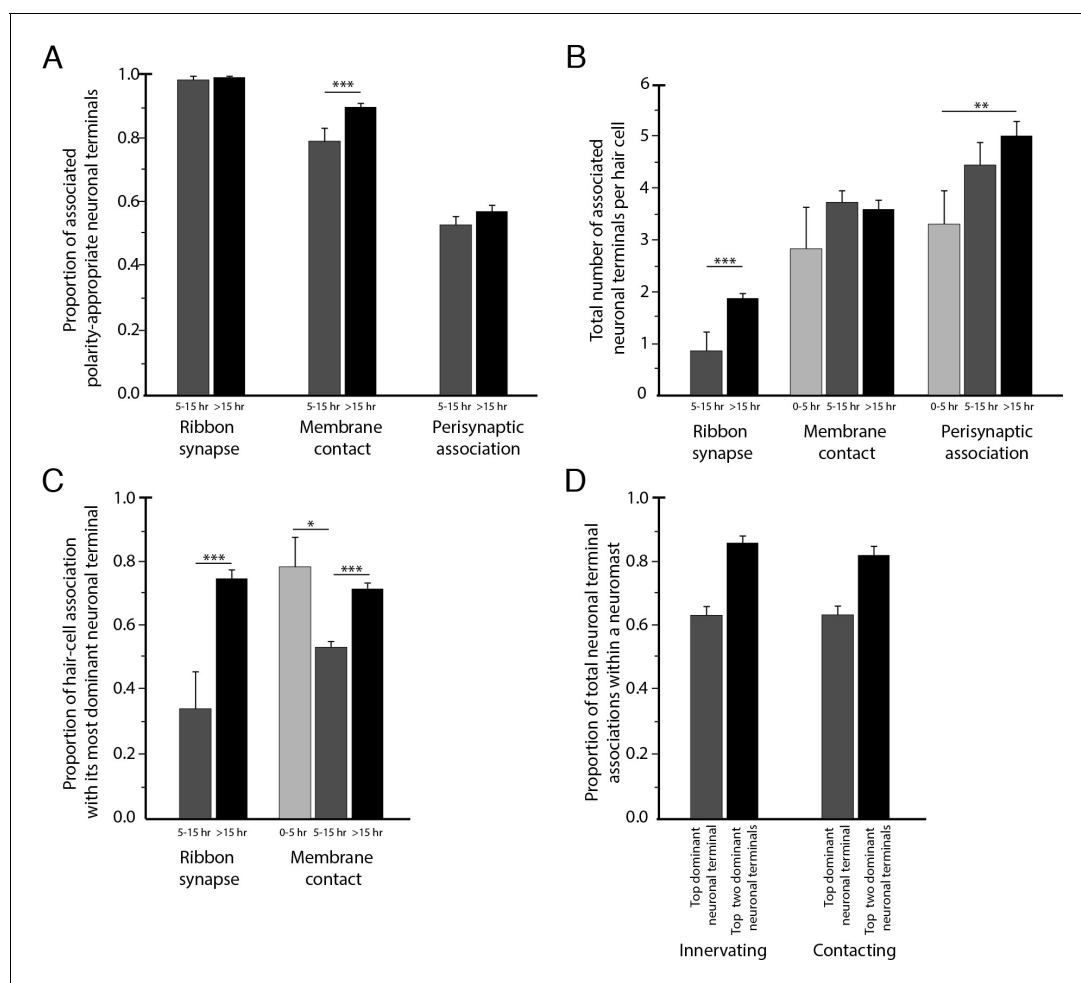 A
Proportion of associated
polarity-appropriate neuronal terminals
1.0
0.8
0.6
0.4
0.2
0.0
***
5-15 hr >15 hr
5-15 hr >15 hr
5-15 hr >15 hr
Ribbon
synapse
Membrane
contact
Perisynaptic
association
B
Total number of associated
neuronal terminals per hair cell
6
5
4
3
2
1
0
***
**
5-15 hr >15 hr
0-5 hr 5-15 hr >15 hr
0-5 hr 5-15 hr >15 hr
Ribbon
synapse
Membrane
contact
Perisynaptic
association
C
Proportion of hair-cell association
with its most dominant neuronal terminal
1.0
0.8
0.6
0.4
0.2
0.0
***
*
***
5-15 hr >15 hr
0-5 hr 5-15 hr >15 hr
Ribbon
synapse
Membrane
contact
D
Proportion of total neuronal terminal
associations within a neuromast
1.0
0.8
0.6
0.4
0.2
0.0
Top dominant
neuronal terminal
Top two dominant
neuronal terminals
Top dominant
neuronal terminal
Top two dominant
neuronal terminals
Innervating
Contacting